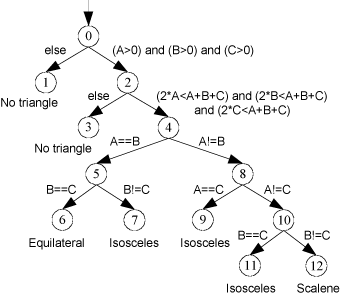 0
else (A>0) and (B>0) and (C>0)
1 2
No triangle
else (2*A<A+B+C) and (2*B<A+B+C)
and (2*C<A+B+C)
3 4
No triangle
A==B A!=B
5 8
B==C B!=C A==C A!=C
6 7 9 10
Equilateral Isosceles Isosceles
B==C B!=C
11 12
Isosceles Scalene